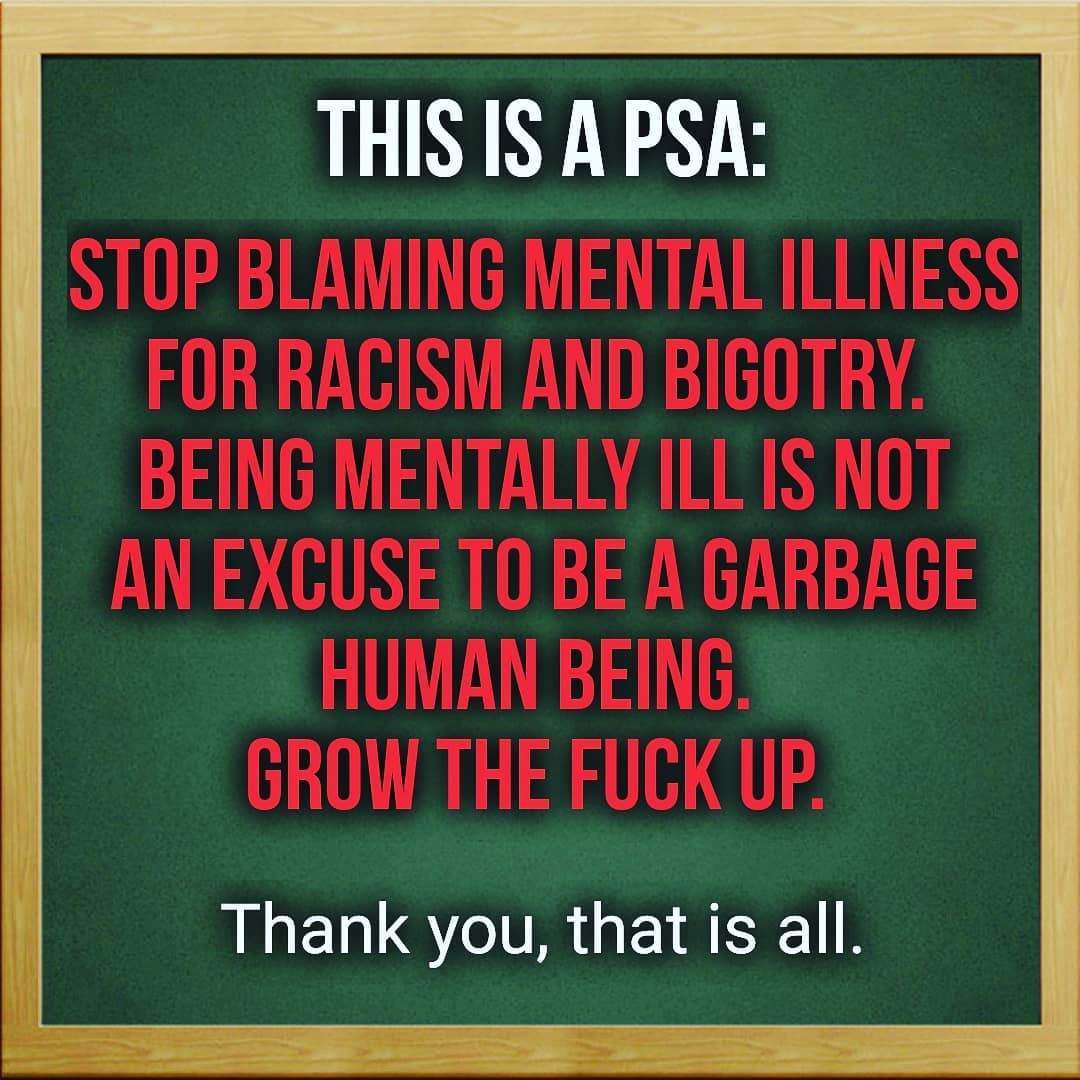 THIS IS A PSA:
STOP BLAMING MENTAL ILLNESS
FOR RACISM AND BIGOTRY.
BEING MENTALLY ILL IS NOT
AN EXCUSE TO BE A GARBAGE
HUMAN BEING.
GROW THE FUCK UP.
Thank you, that is all.